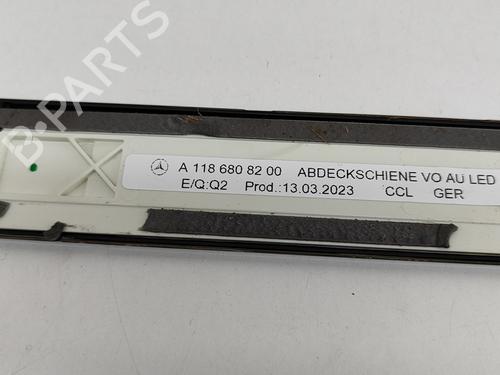 B-PARTS
A 118 680 82 00 ABDECKSCHIENE VO AU LED
E/Q:Q2 Prod.:13.03.2023 CCL GER